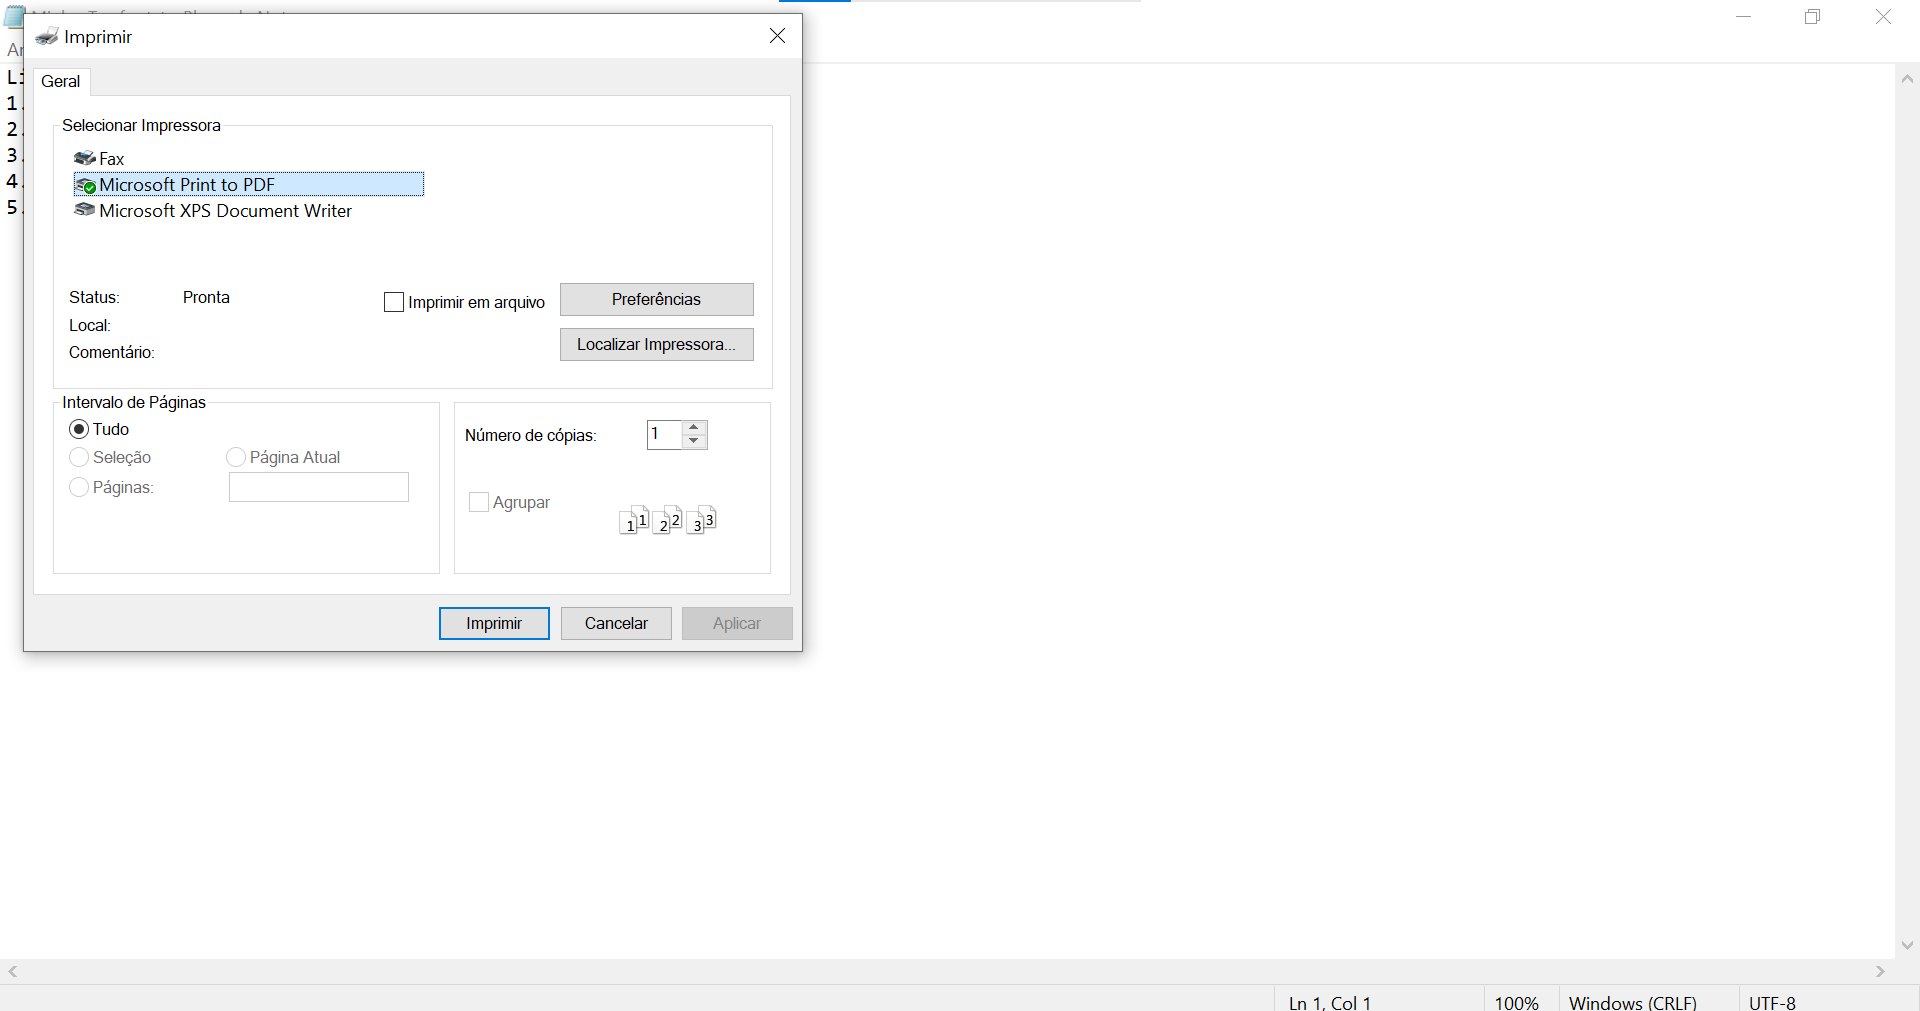 Imprimir
Geral
Selecionar Impressora
Fax
Microsoft Print to PDF
Microsoft XPS Document Writer
Status: Pronta
Imprimir em arquivo
Preferências
Local:
Localizar Impressora...
Comentário:
Intervalo de Páginas
Tudo
Seleção
Página Atual
Páginas:
Número de cópias: 1
Agrupar
1 1 2 2 3 3
Imprimir
Cancelar
Aplicar
1.
2.
3.
4.
5.
Ln 1, Col 1
100%
Windows (CRLF)
UTF-8